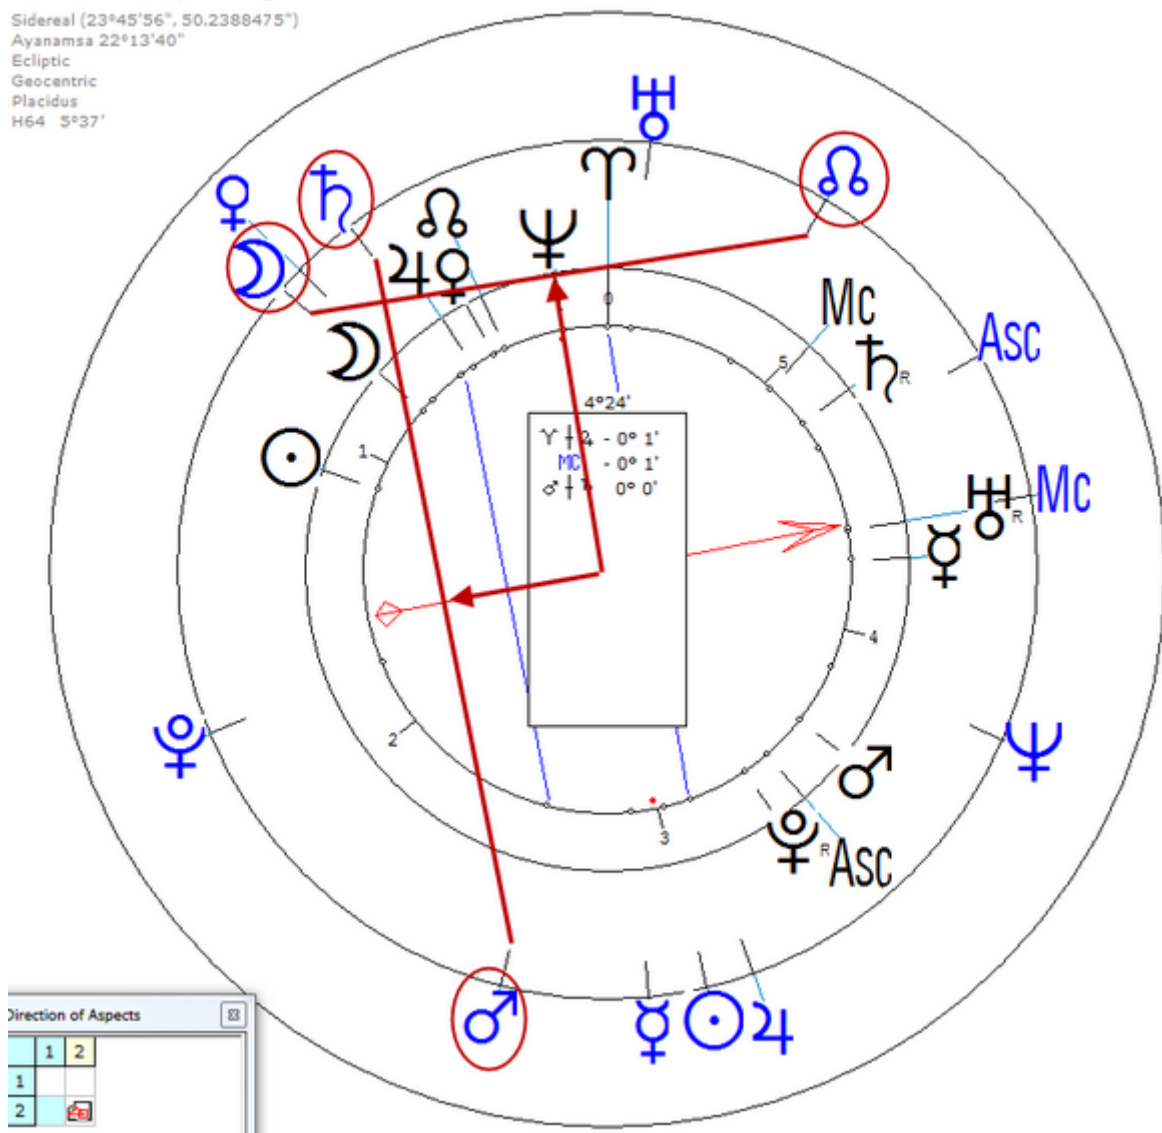 Sidereal (23°45'56", 50.2388475")
Ayanamsa 22°13'40"
Ecliptic
Geocentric
Placidus
H64 5°37'
♅
♈
☊
♀ ♄ ☊
☽ ♃ ♀ ♆
Mc
☽ ♄ R
Asc
0
5
4°24'
♈ ┼ ♃ - 0° 1'
MC - 0° 1'
♂ ┼ ♄ 0° 0'
☉ 1
♅ R Mc
☿
4
♇ 2 ♆
♂
3
♇ R Asc
♂ ☿ ☉ ♃
Direction of Aspects
1 2
1
2